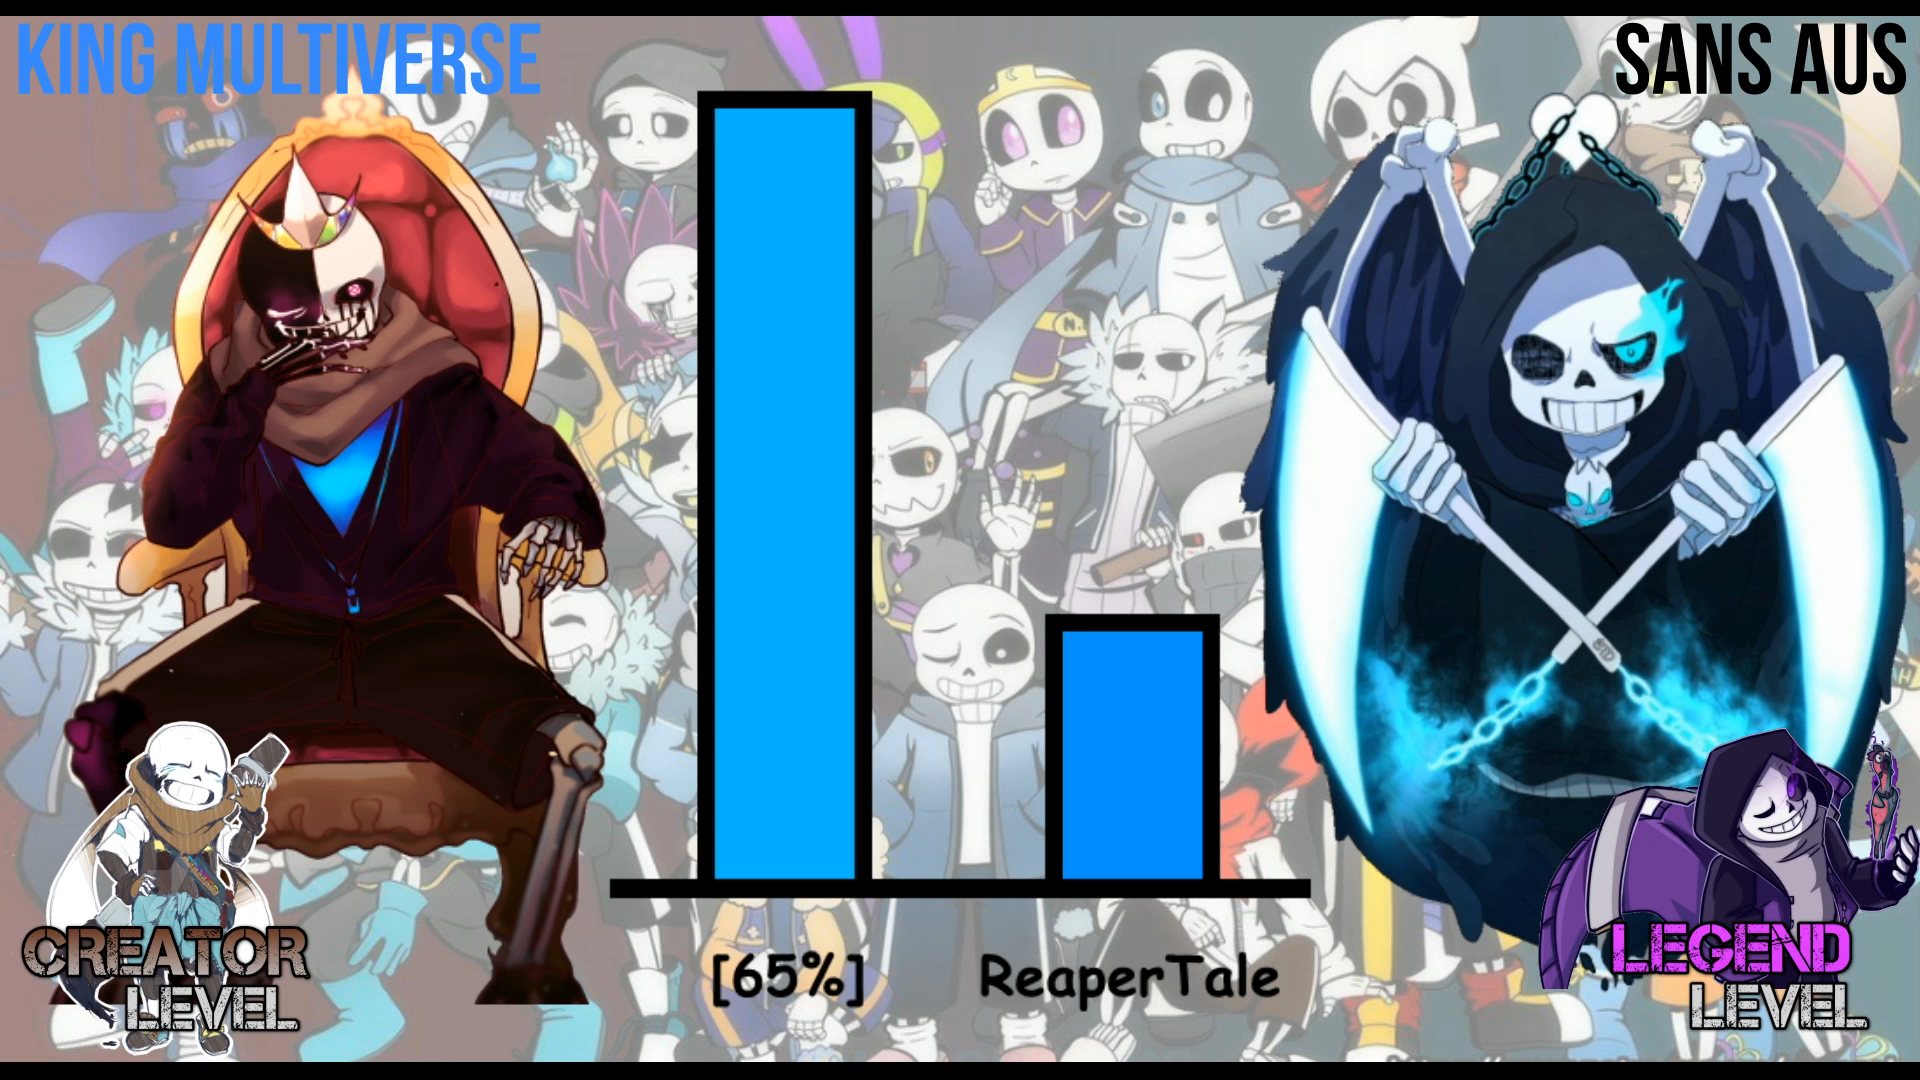 KING MULTIVERSE
SANS AUS
[65%]
ReaperTale
CREATOR
LEVEL
LEGEND
LEVEL